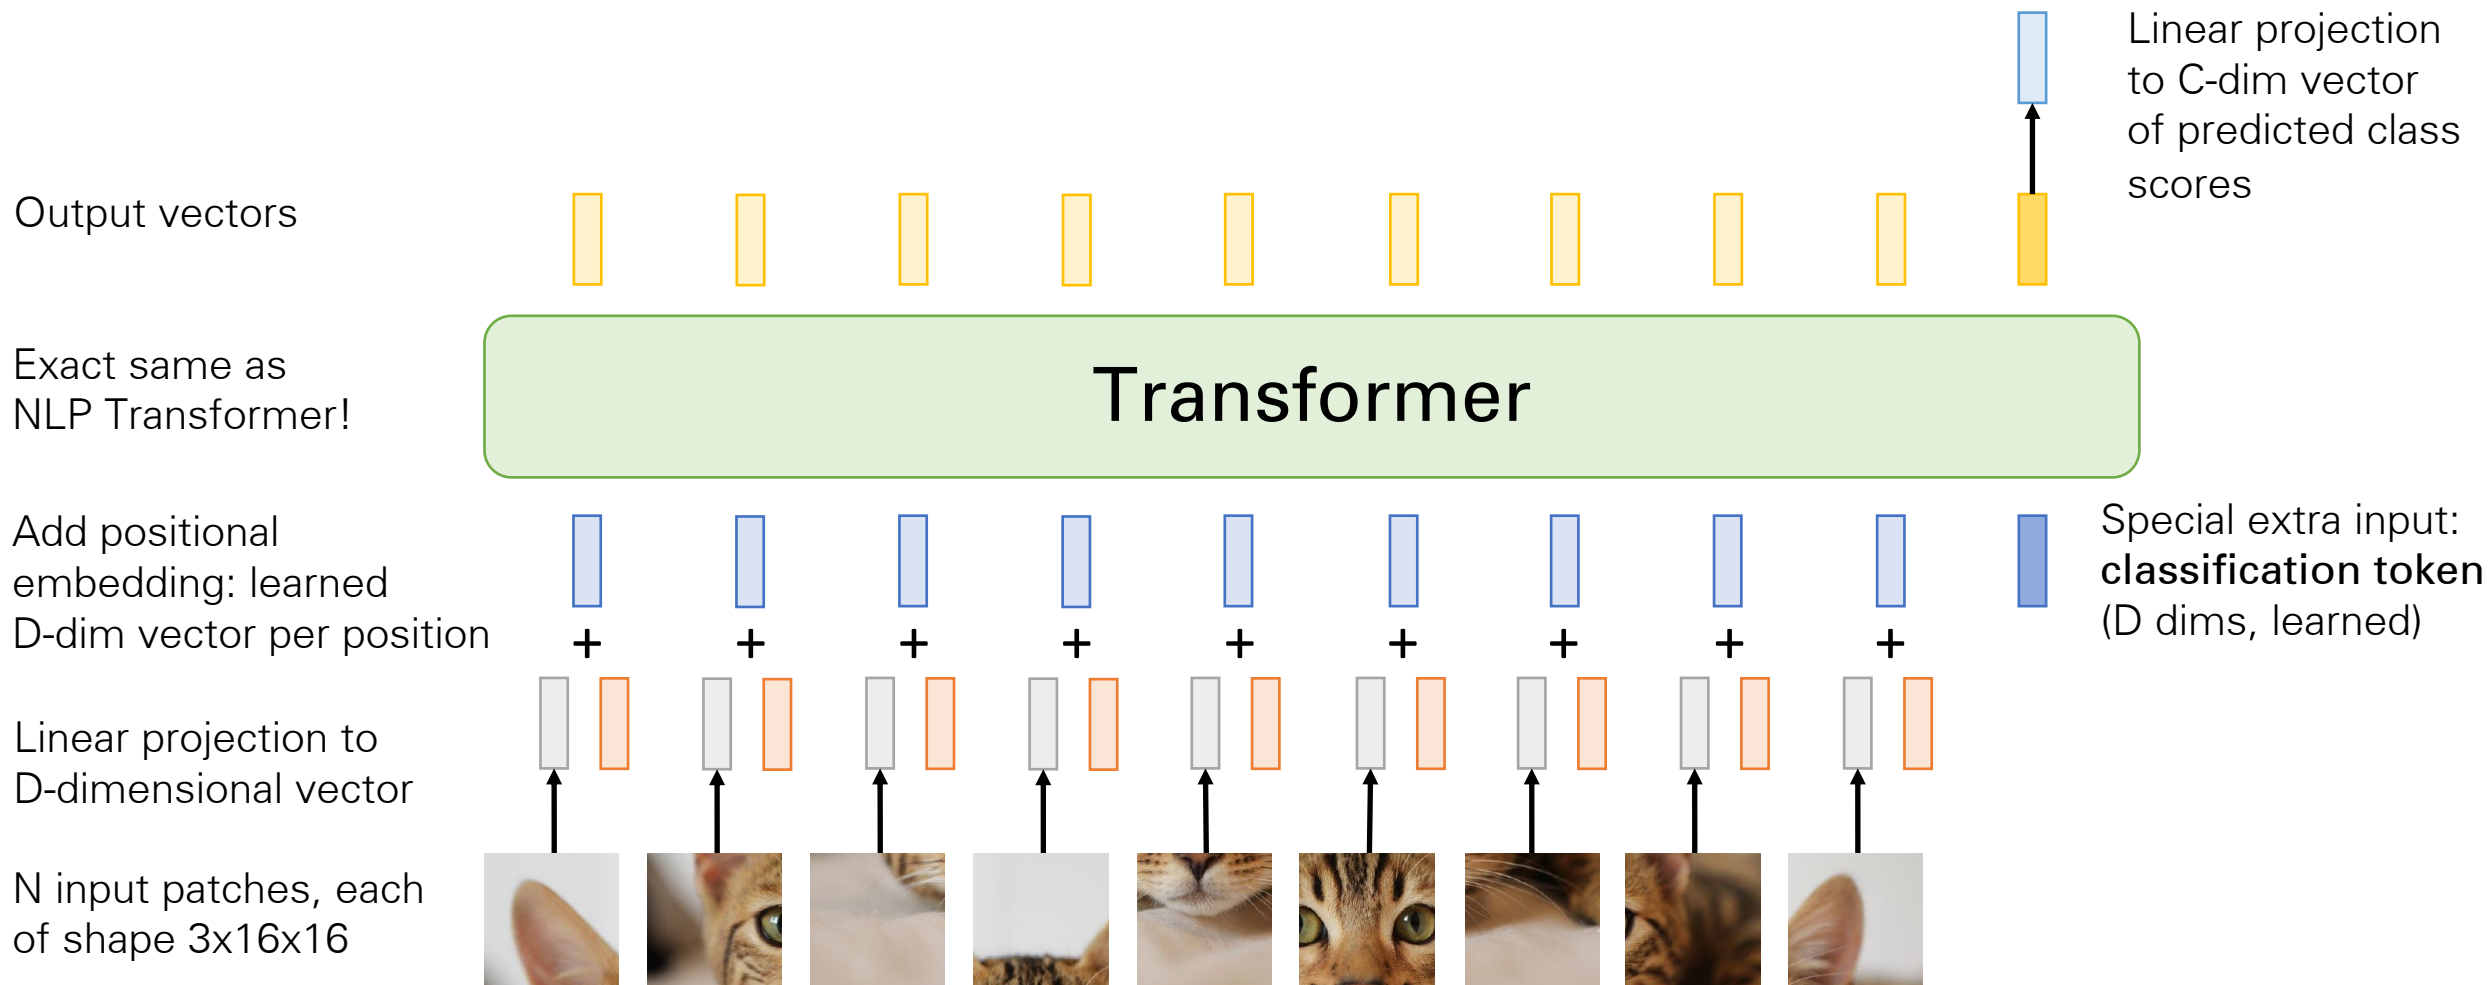 Linear projection
to C-dim vector
of predicted class
scores
Output vectors
Exact same as
NLP Transformer!
Transformer
Add positional
embedding: learned
D-dim vector per position
Special extra input:
classification token
(D dims, learned)
+ + + + + + + + +
Linear projection to
D-dimensional vector
N input patches, each
of shape 3x16x16